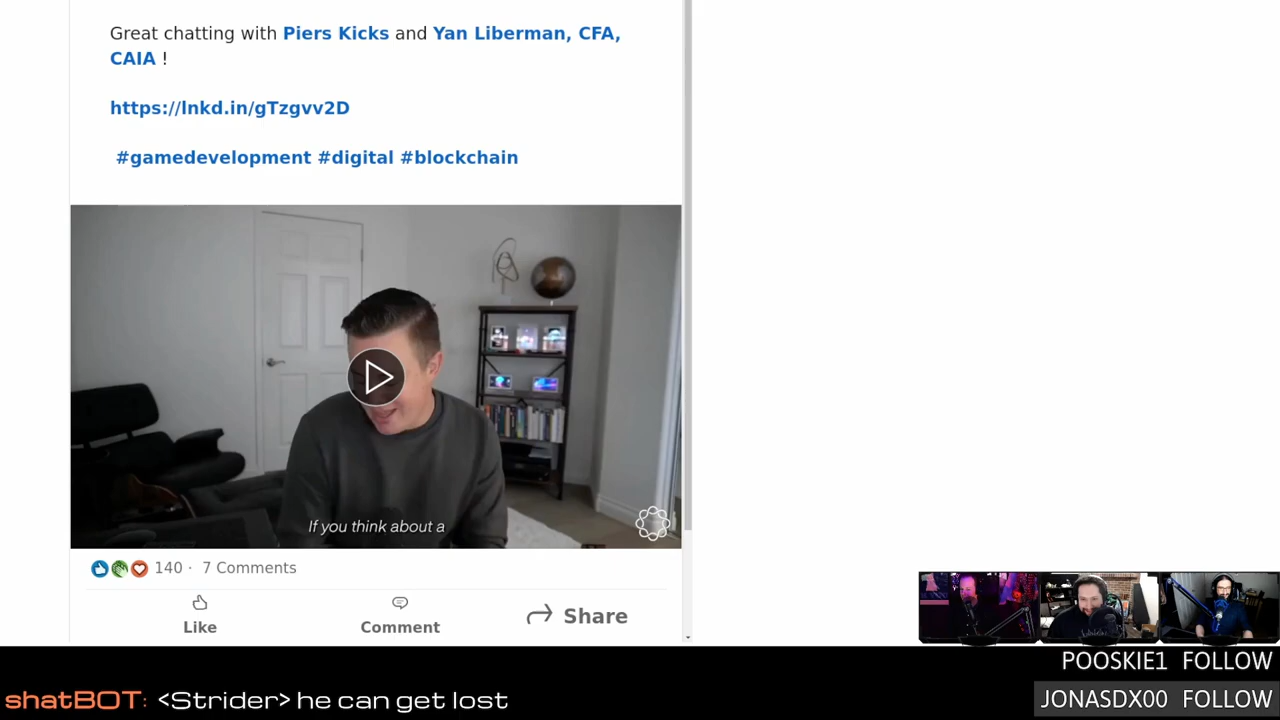 Great chatting with Piers Kicks and Yan Liberman, CFA,
CAIA !
https://lnkd.in/gTzgvv2D
#gamedevelopment #digital #blockchain
If you think about a
140 · 7 Comments
Like
Comment
Share
POOSKIE1 FOLLOW
shatBOT: <Strider> he can get lost
JONASDX00 FOLLOW